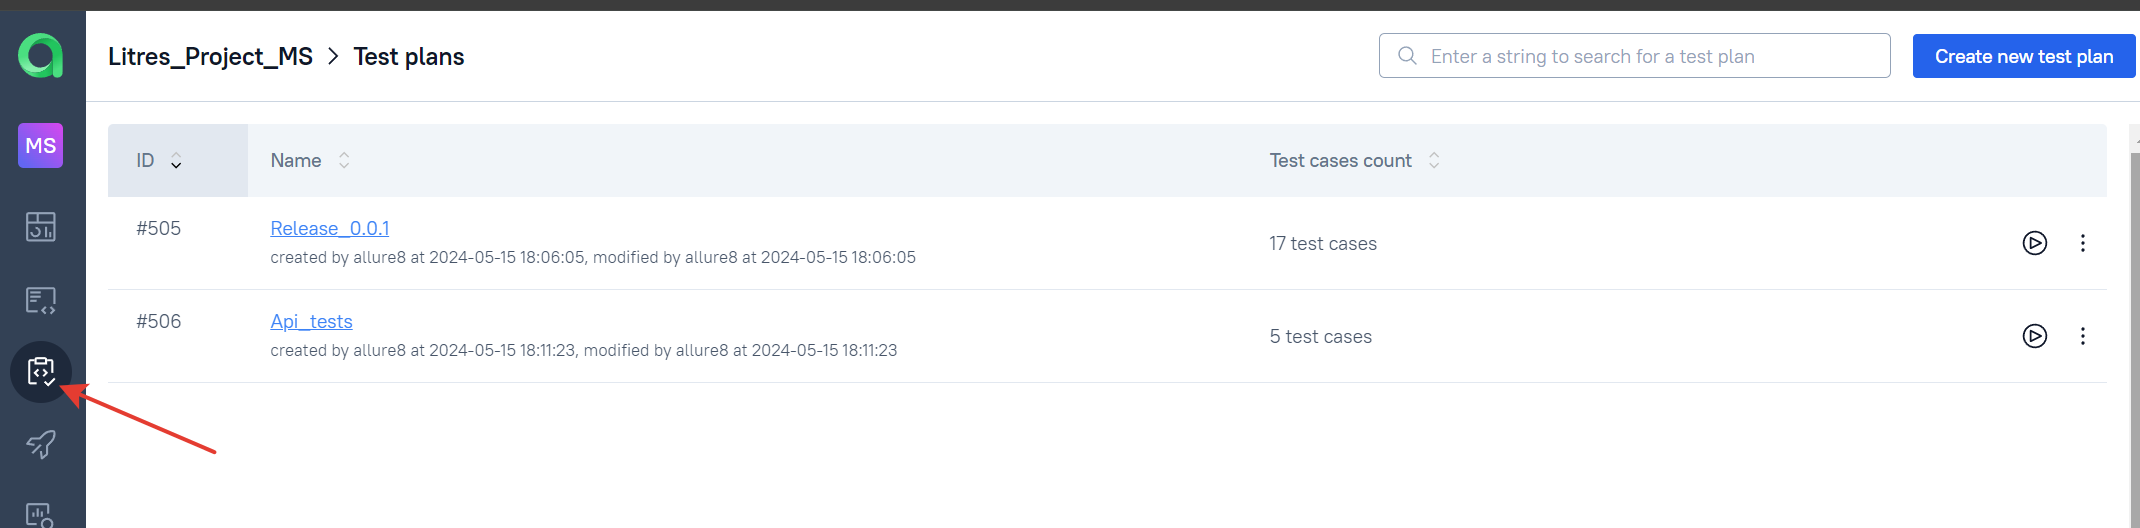 Litres_Project_MS > Test plans
Enter a string to search for a test plan
Create new test plan
MS
ID Name Test cases count
#505 Release_0.0.1
created by allure8 at 2024-05-15 18:06:05, modified by allure8 at 2024-05-15 18:06:05
17 test cases
#506 Api_tests
created by allure8 at 2024-05-15 18:11:23, modified by allure8 at 2024-05-15 18:11:23
5 test cases